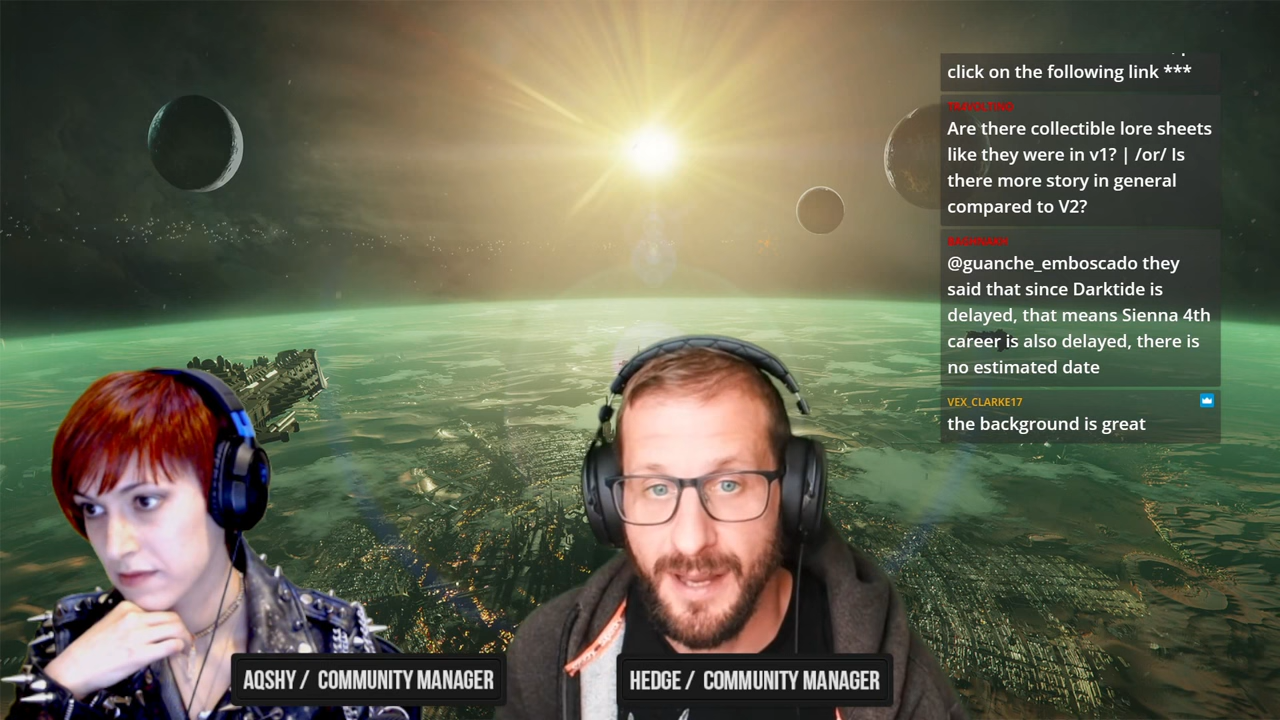 click on the following link ***
Are there collectible lore sheets
like they were in v1? | /or/ Is
there more story in general
compared to V2?
@guanche_emboscado they
said that since Darktide is
delayed, that means Sienna 4th
career is also delayed, there is
no estimated date
VEX_CLARKE17
the background is great
AQSHY / COMMUNITY MANAGER
HEDGE / COMMUNITY MANAGER